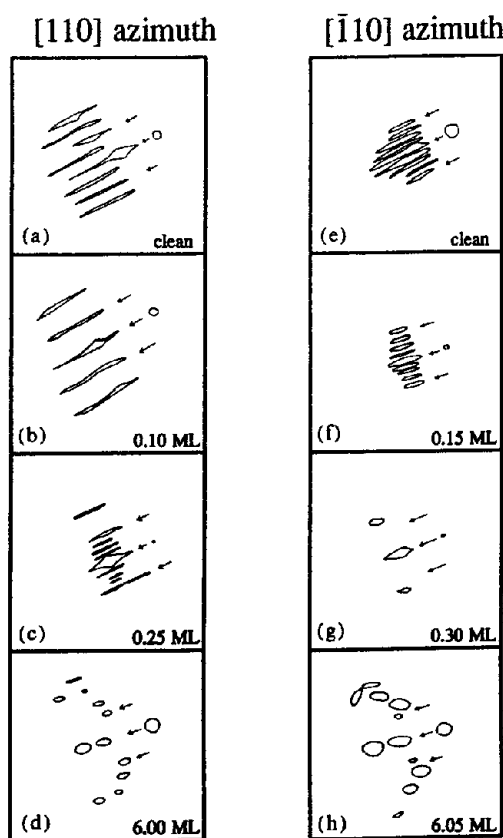 [110] azimuth
[1̄10] azimuth
(a)
clean
(e)
clean
(b)
0.10 ML
(f)
0.15 ML
(c)
0.25 ML
(g)
0.30 ML
(d)
6.00 ML
(h)
6.05 ML